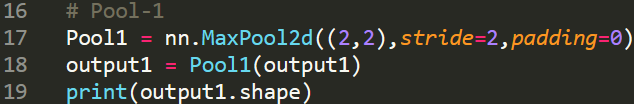 16 # Pool-1
17 Pool1 = nn.MaxPool2d((2,2),stride=2,padding=0)
18 output1 = Pool1(output1)
19 print(output1.shape)